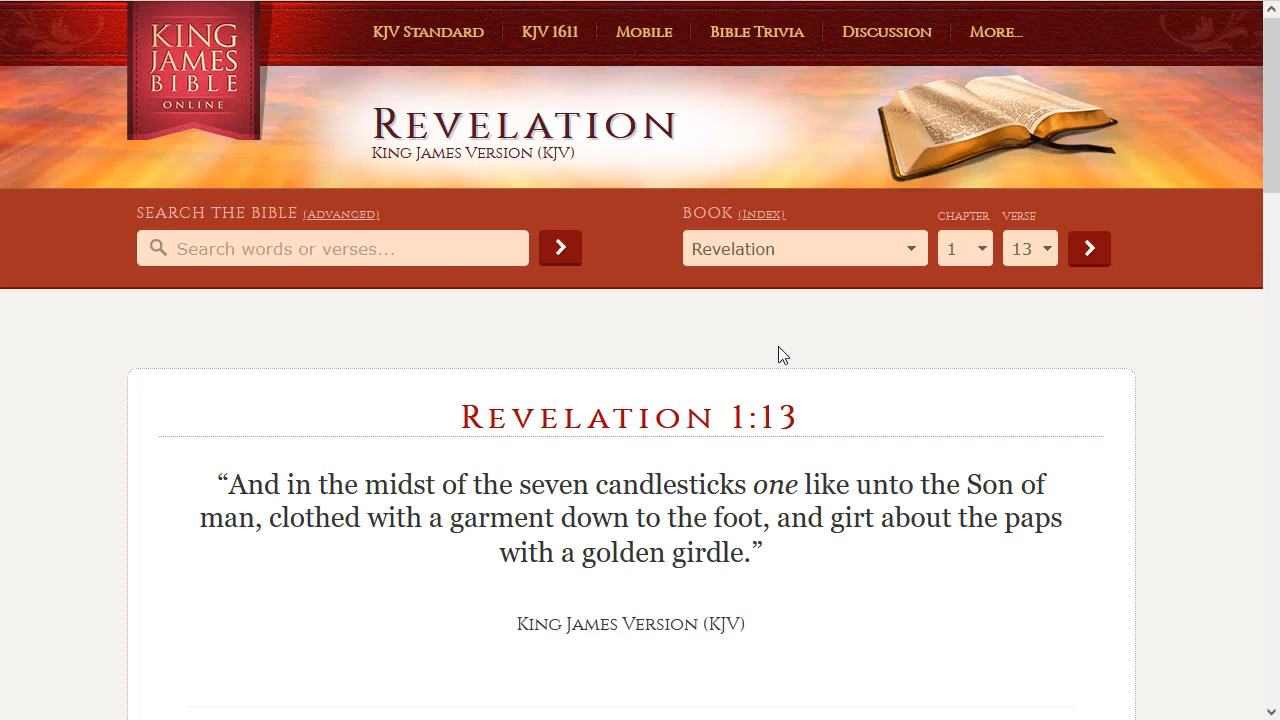 KING
JAMES
BIBLE
ONLINE
KJV Standard
KJV 1611
Mobile
Bible Trivia
Discussion
More...
Revelation
King James Version (KJV)
Search the Bible (Advanced)
Search words or verses...
Book (Index)
Revelation
Chapter
1
Verse
13
Revelation 1:13
“And in the midst of the seven candlesticks one like unto the Son of
man, clothed with a garment down to the foot, and girt about the paps
with a golden girdle.”
King James Version (KJV)